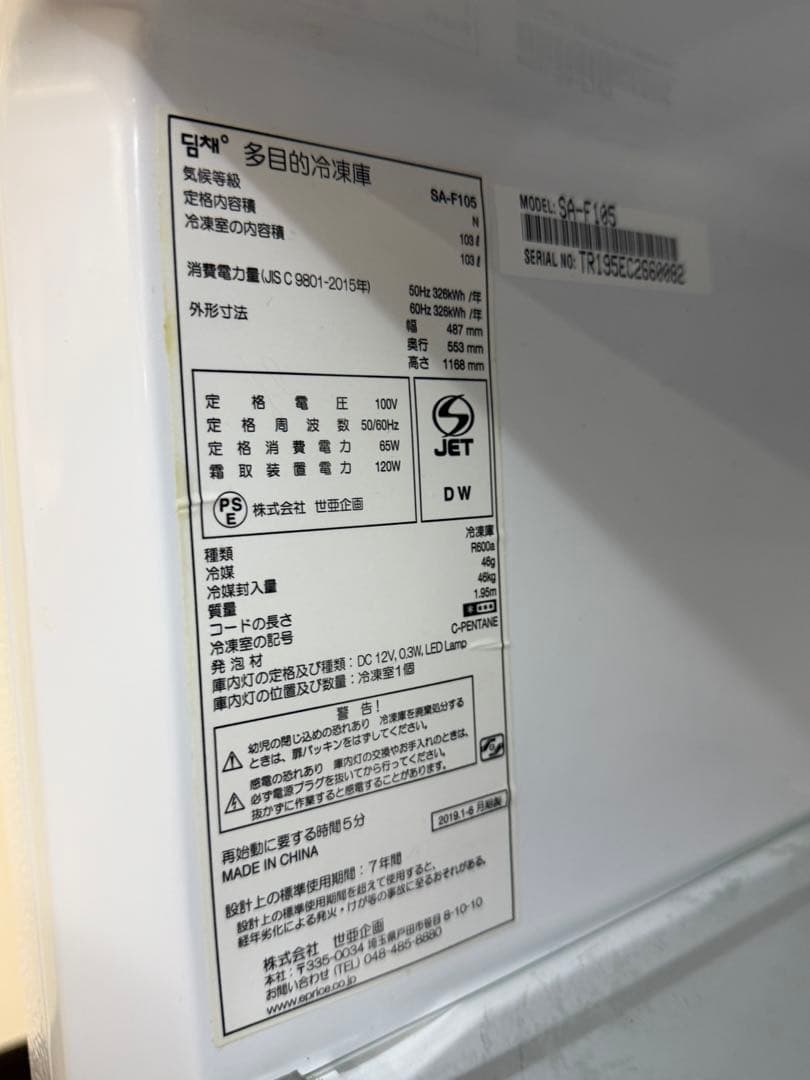 딤채° 多目的冷凍庫
SA-F105
気候等級 N
定格内容積 103ℓ
冷凍室の内容積 103ℓ
消費電力量(JIS C 9801-2015年)
50Hz 326kWh /年
60Hz 326kWh /年
外形寸法
幅 487 mm
奥行 553 mm
高さ 1168 mm
定格電圧 100V
定格周波数 50/60Hz
定格消費電力 65W
霜取装置電力 120W
PS
E
株式会社 世亜企画
JET
DW
種類 冷凍庫
冷媒 R600a
冷媒封入量 46g
質量 46kg
コードの長さ 1.95m
冷凍室の記号
発泡材 C-PENTANE
庫内灯の定格及び種類：DC 12V, 0.3W, LED Lamp
庫内灯の位置及び数量：冷凍室1個
警 告！
幼児の閉じ込めの恐れあり 冷凍庫を廃棄処分する
ときは、扉パッキンをはずしてください。
感電の恐れあり 庫内灯の交換やお手入れのときは、
必ず電源プラグを抜いてから行ってください。
抜かずに作業すると感電することがあります。
再始動に要する時間5分
2019.1-6 月組製
MADE IN CHINA
設計上の標準使用期間：7年間
設計上の標準使用期間を超えて使用すると、
経年劣化による発火・けが等の事故に至るおそれがある。
株式会社 世亜企画
本社：〒335-0034 埼玉県戸田市笹目 8-10-10
お問い合わせ (TEL) 048-485-8880
www.eprice.co.jp
MODEL: SA-F105
SERIAL NO: TR195EC2660082